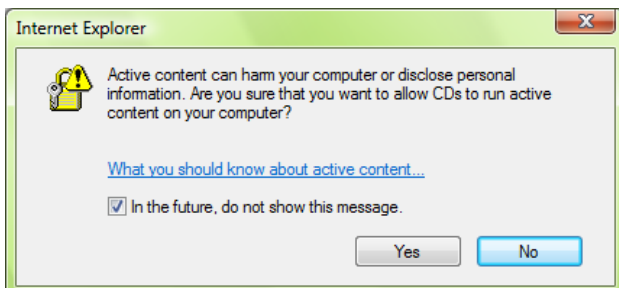 Internet Explorer
Active content can harm your computer or disclose personal
information. Are you sure that you want to allow CDs to run active
content on your computer?
What you should know about active content...
In the future, do not show this message.
Yes No